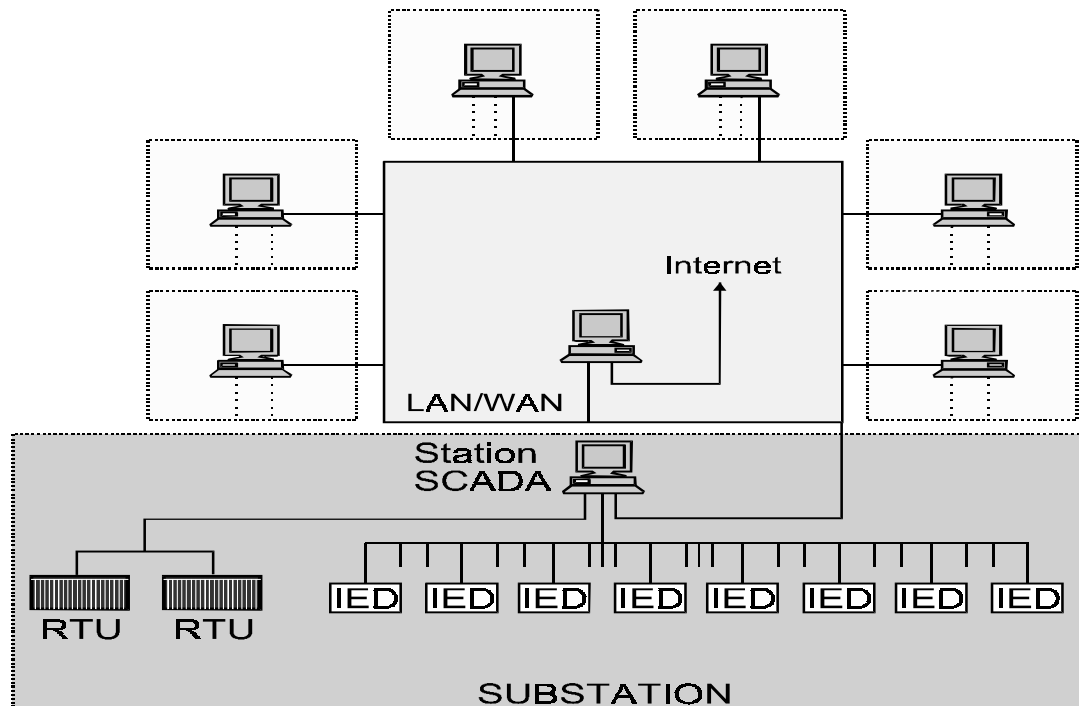 Internet
LAN/WAN
Station
SCADA
IED IED IED IED IED IED IED IED
RTU RTU
SUBSTATION